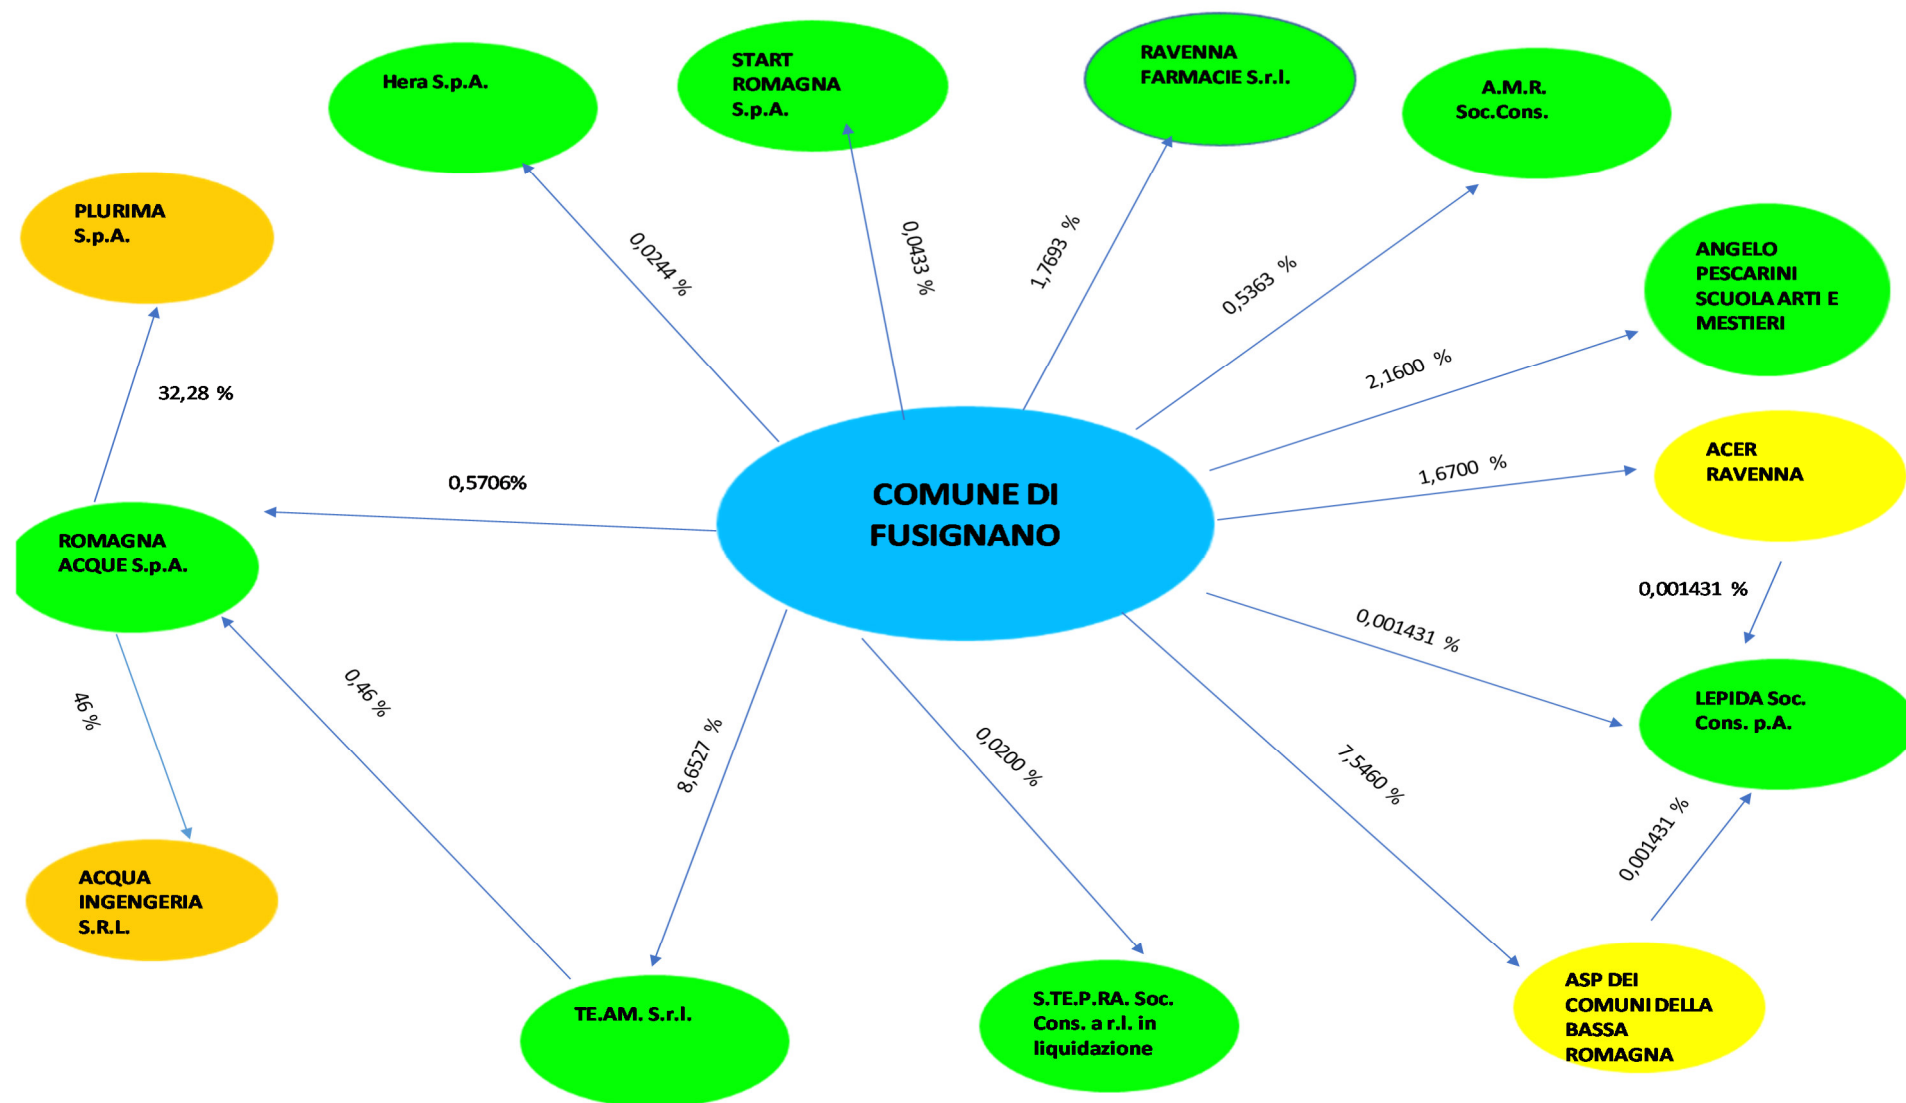 Hera S.p.A.
START
ROMAGNA
S.p.A.
RAVENNA
FARMACIE S.r.l.
A.M.R.
Soc.Cons.
PLURIMA
S.p.A.
ANGELO
PESCARINI
SCUOLA ARTI E
MESTIERI
0,0244 %
0,0433 %
1,7693 %
0,5363 %
2,1600 %
32,28 %
ACER
RAVENNA
1,6700 %
0,5706%
COMUNE DI
FUSIGNANO
ROMAGNA
ACQUE S.p.A.
0,001431 %
0,001431 %
46 %
0,46 %
8,6527 %
0,0200 %
7,5460 %
LEPIDA Soc.
Cons. p.A.
0,001431 %
ACQUA
INGENGERIA
S.R.L.
TE.AM. S.r.l.
S.TE.P.RA. Soc.
Cons. a r.l. in
liquidazione
ASP DEI
COMUNI DELLA
BASSA
ROMAGNA